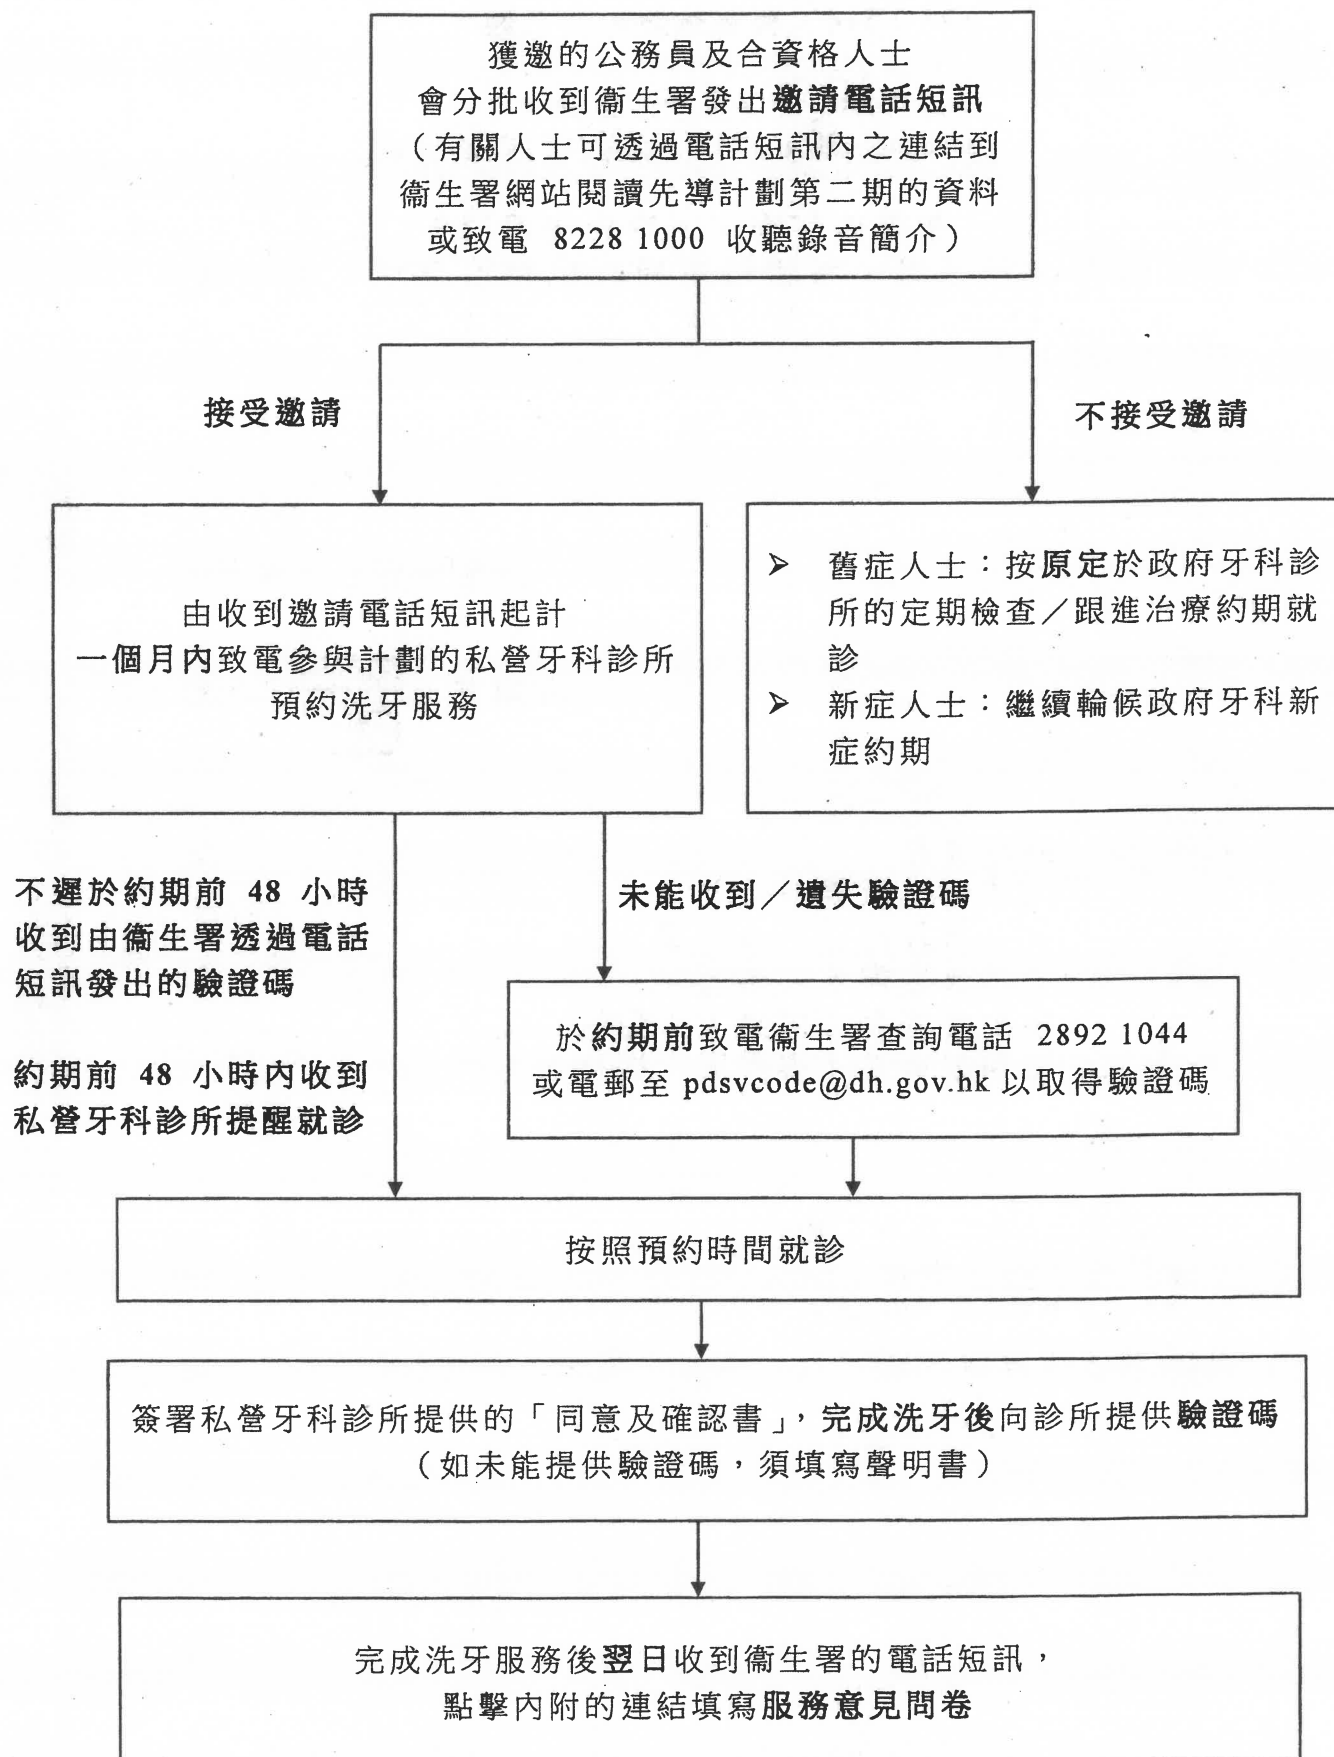 獲邀的公務員及合資格人士
會分批收到衞生署發出邀請電話短訊
（有關人士可透過電話短訊內之連結到
衞生署網站閱讀先導計劃第二期的資料
或致電 8228 1000 收聽錄音簡介）
接受邀請
不接受邀請
由收到邀請電話短訊起計
一個月內致電參與計劃的私營牙科診所
預約洗牙服務
➢ 舊症人士：按原定於政府牙科診
所的定期檢查／跟進治療約期就
診
➢ 新症人士：繼續輪候政府牙科新
症約期
不遲於約期前 48 小時
收到由衞生署透過電話
短訊發出的驗證碼
約期前 48 小時內收到
私營牙科診所提醒就診
未能收到／遺失驗證碼
於約期前致電衞生署查詢電話 2892 1044
或電郵至 pdsvcode@dh.gov.hk 以取得驗證碼
按照預約時間就診
簽署私營牙科診所提供的「同意及確認書」，完成洗牙後向診所提供驗證碼
（如未能提供驗證碼，須填寫聲明書）
完成洗牙服務後翌日收到衞生署的電話短訊，
點擊內附的連結填寫服務意見問卷